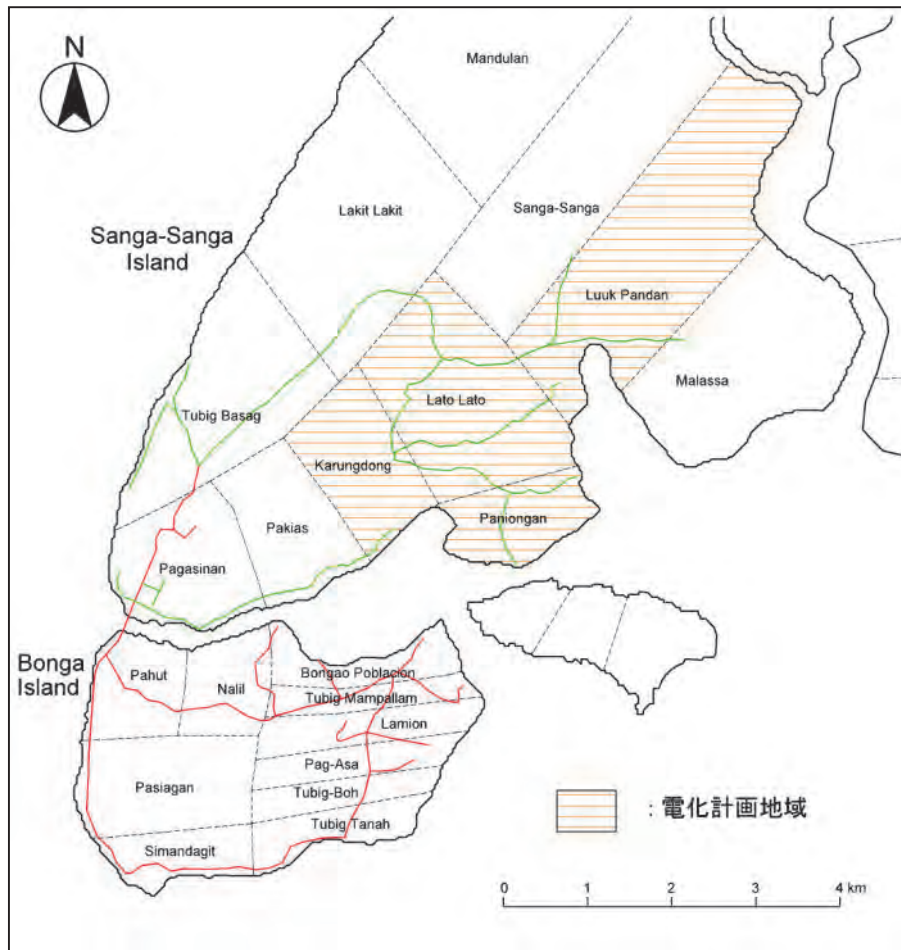 N
Mandulan
Lakit Lakit
Sanga-Sanga
Sanga-Sanga
Island
Luuk Pandan
Malassa
Lato Lato
Tubig Basag
Karungdong
Paniongan
Pakias
Pagasinan
Bonga
Island
Pahut
Nalil
Bongao Poblacion
Tubig Mampallam
Lamion
Pag-Asa
Pasiagan
Tubig-Boh
Tubig Tanah
Simandagit
: 電化計画地域
0 1 2 3 4 km